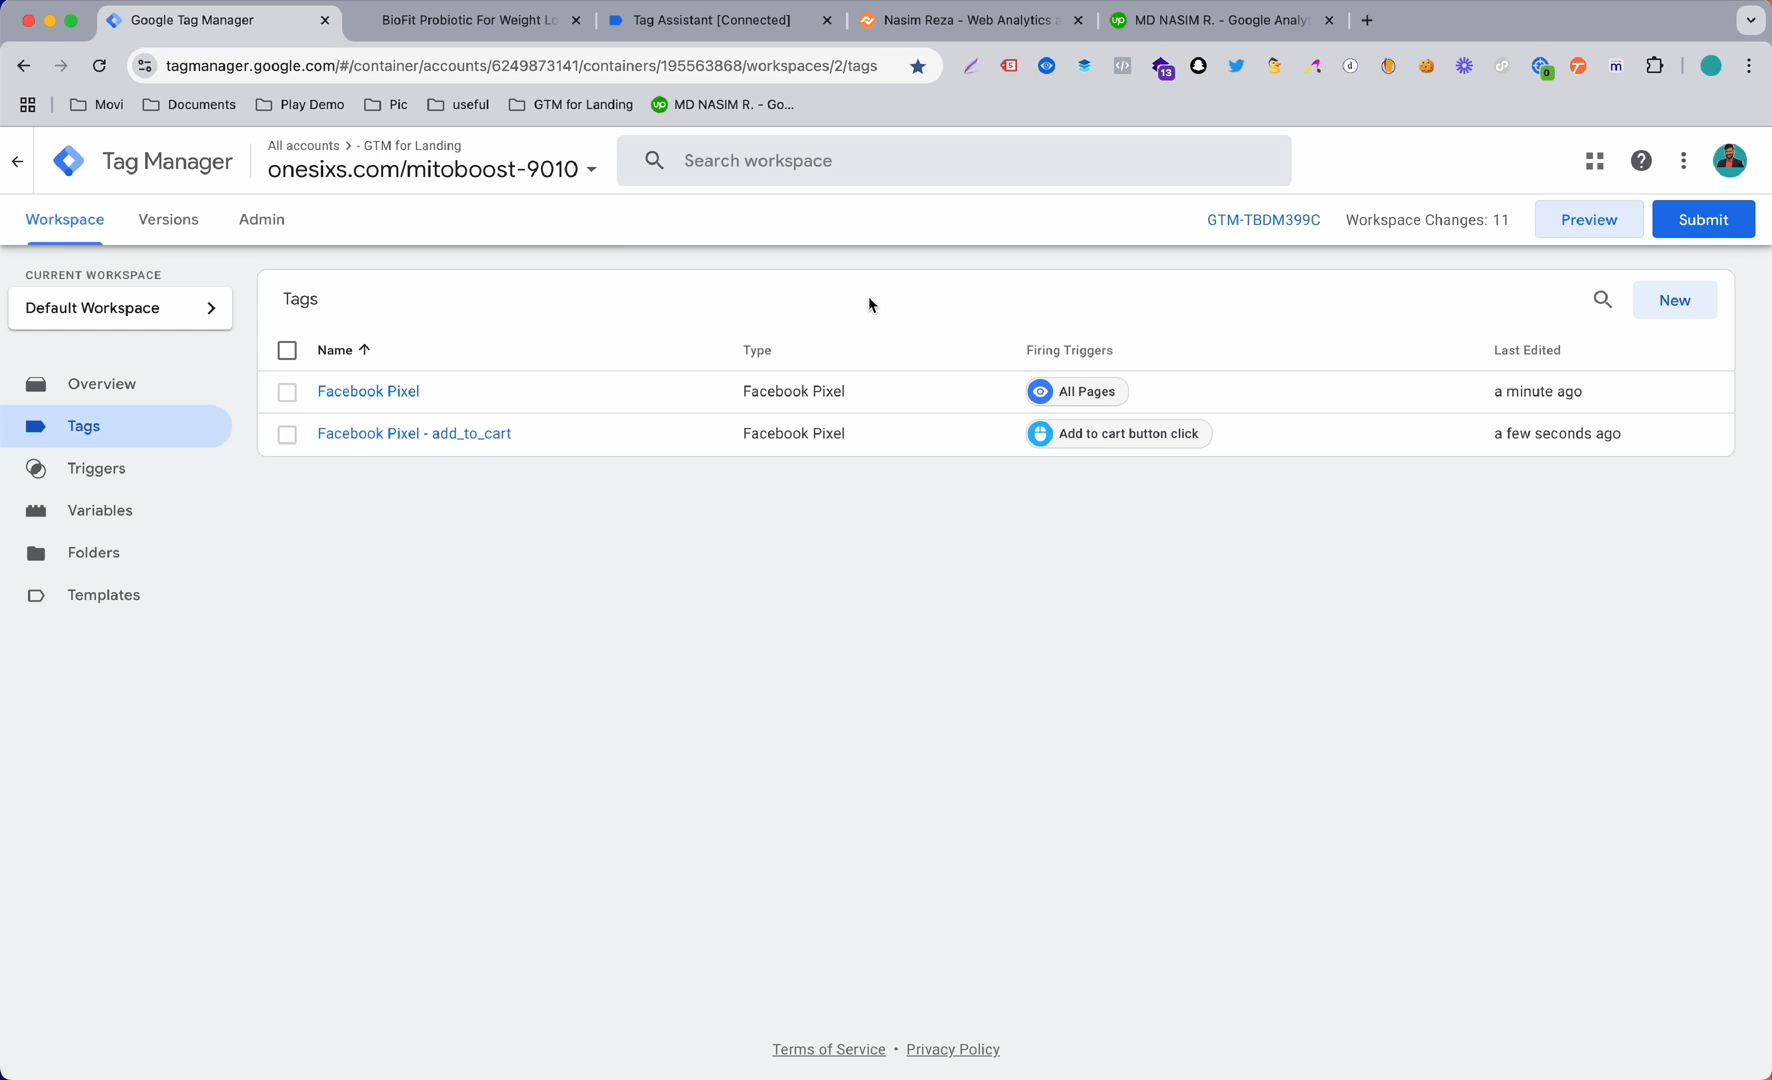 Google Tag Manager
BioFit Probiotic For Weight Lo
Tag Assistant [Connected]
Nasim Reza - Web Analytics a
MD NASIM R. - Google Analyt
tagmanager.google.com/#/container/accounts/6249873141/containers/195563868/workspaces/2/tags
5
13
0
Movi
Documents
Play Demo
Pic
useful
GTM for Landing
up
MD NASIM R. - Go...
Tag Manager
All accounts > - GTM for Landing
onesixs.com/mitoboost-9010
Search workspace
Workspace
Versions
Admin
GTM-TBDM399C
Workspace Changes: 11
Preview
Submit
CURRENT WORKSPACE
Default Workspace
Overview
Tags
Triggers
Variables
Folders
Templates
Tags
New
Name
Type
Firing Triggers
Last Edited
Facebook Pixel
Facebook Pixel
All Pages
a minute ago
Facebook Pixel - add_to_cart
Facebook Pixel
Add to cart button click
a few seconds ago
Terms of Service • Privacy Policy